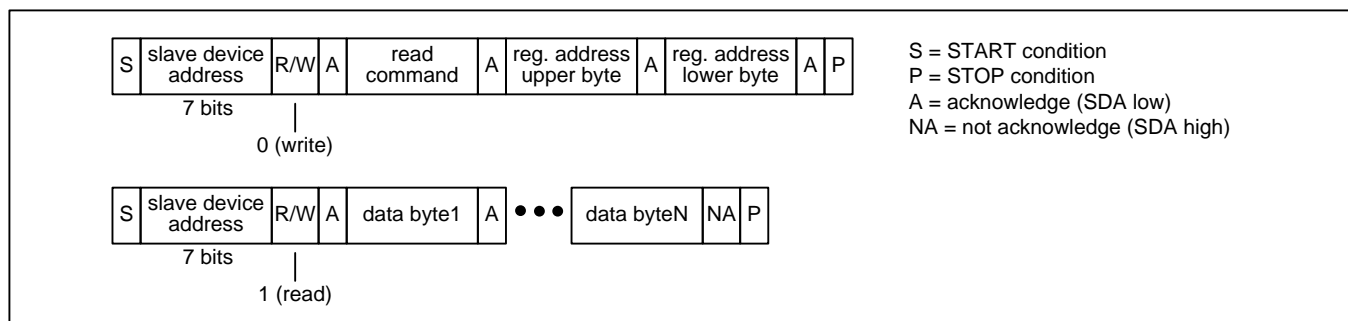 S slave device address R/W A read command A reg. address upper byte A reg. address lower byte A P
7 bits
0 (write)
S slave device address R/W A data byte1 A ● ● ● data byteN NA P
7 bits
1 (read)
S = START condition
P = STOP condition
A = acknowledge (SDA low)
NA = not acknowledge (SDA high)